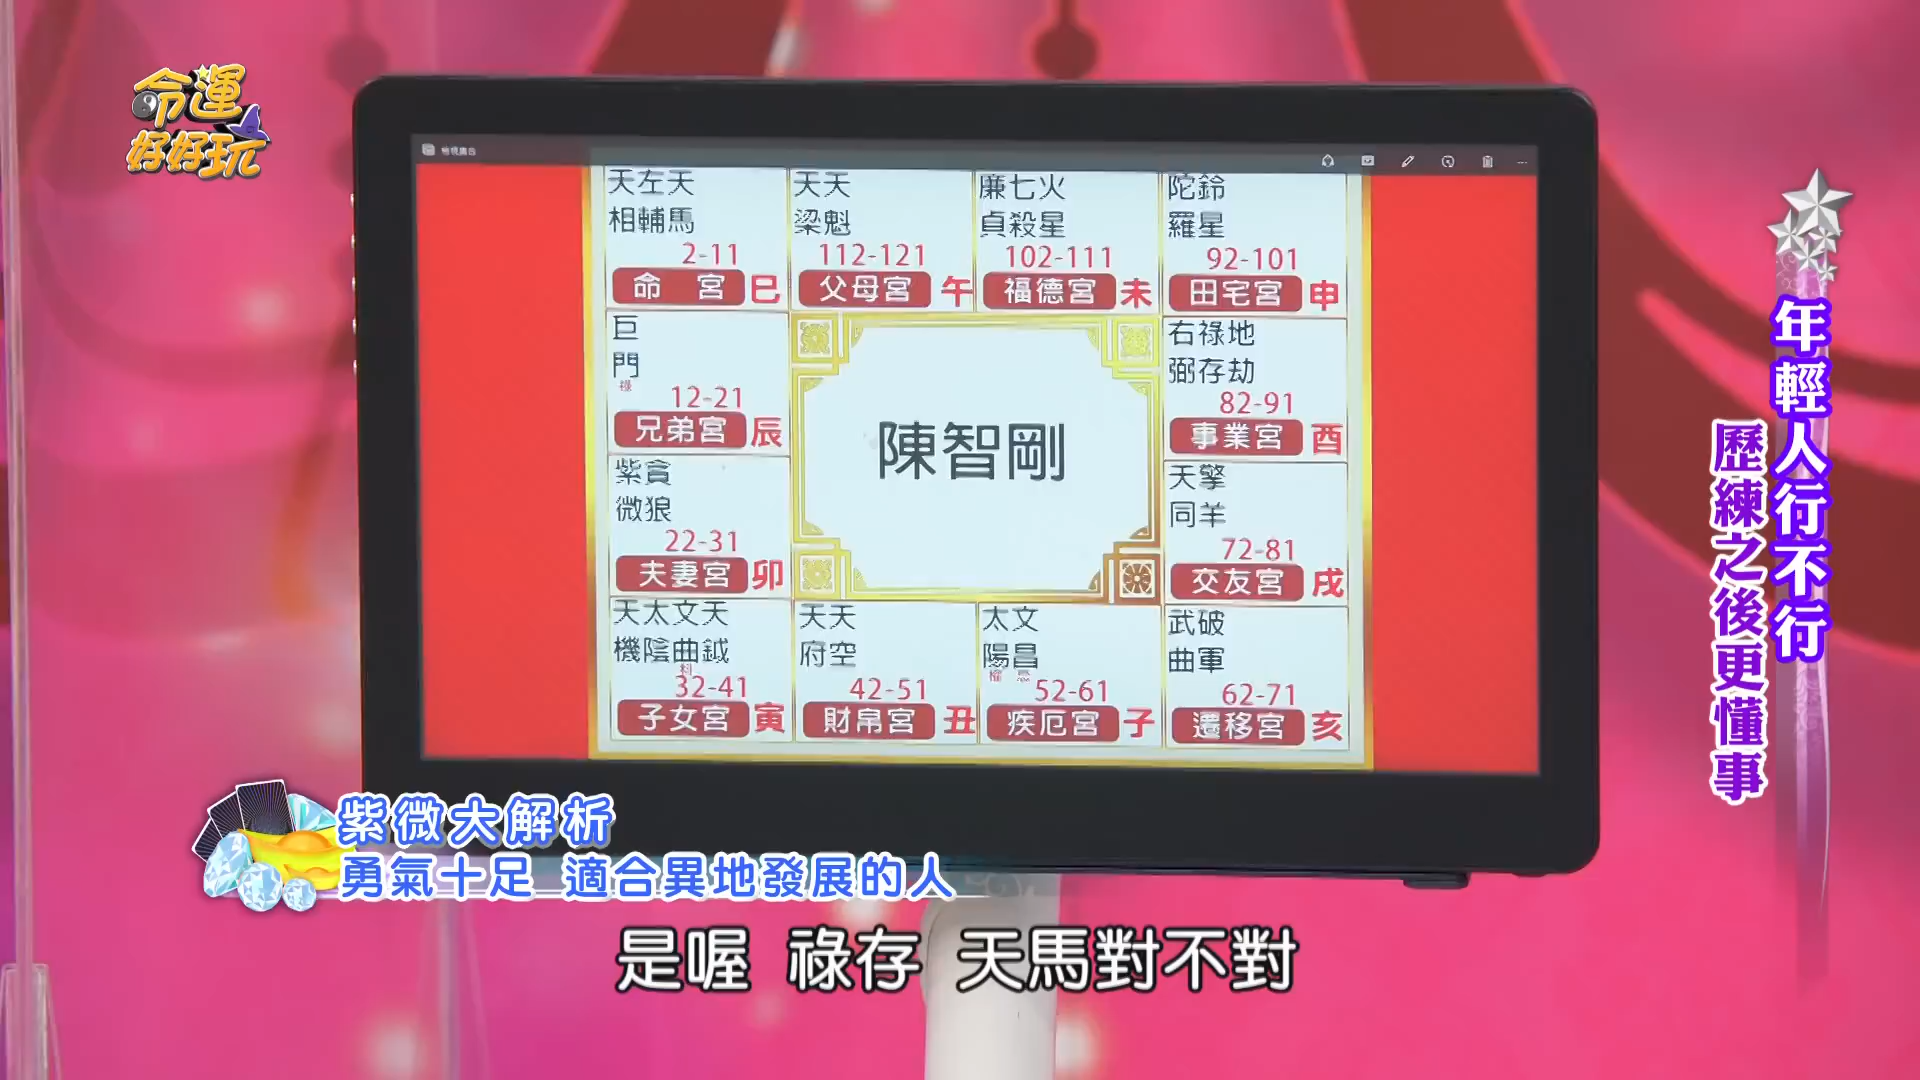 命運
好好玩
天左天
相輔馬
2-11
命宮 巳
天天
梁魁
112-121
父母宮 午
廉七火
貞殺星
102-111
福德宮 未
陀鈴
羅星
92-101
田宅宮 申
巨
門
祿
12-21
兄弟宮 辰
陳智剛
右祿地
弼存劫
82-91
事業宮 酉
紫貪
微狼
22-31
夫妻宮 卯
天擎
同羊
72-81
交友宮 戌
天太文天
機陰曲鉞
科
32-41
子女宮 寅
天天
府空
42-51
財帛宮 丑
太文
陽昌
權 忌
52-61
疾厄宮 子
武破
曲軍
62-71
遷移宮 亥
年輕人行不行
歷練之後更懂事
紫微大解析
勇氣十足 適合異地發展的人
是喔 祿存 天馬對不對